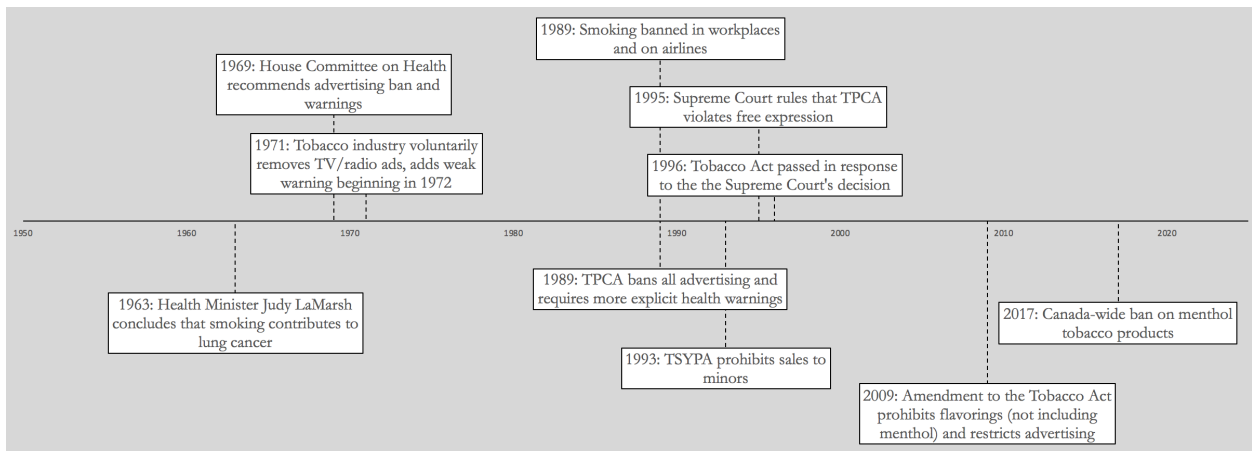 1989: Smoking banned in workplaces
and on airlines
1969: House Committee on Health
recommends advertising ban and
warnings
1995: Supreme Court rules that TPCA
violates free expression
1971: Tobacco industry voluntarily
removes TV/radio ads, adds weak
warning beginning in 1972
1996: Tobacco Act passed in response
to the the Supreme Court's decision
1950 1960 1970 1980 1990 2000 2010 2020
1989: TPCA bans all advertising and
requires more explicit health warnings
1963: Health Minister Judy LaMarsh
concludes that smoking contributes to
lung cancer
2017: Canada-wide ban on menthol
tobacco products
1993: TSYPA prohibits sales to
minors
2009: Amendment to the Tobacco Act
prohibits flavorings (not including
menthol) and restricts advertising